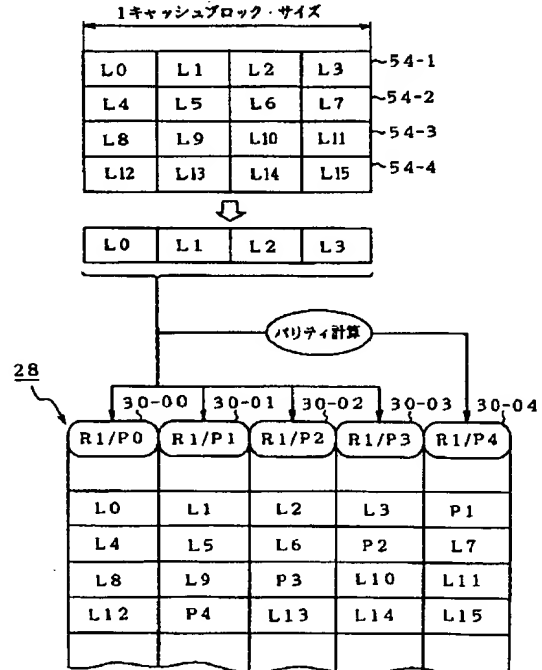 1キャッシュブロック・サイズ
L0 L1 L2 L3 54-1
L4 L5 L6 L7 54-2
L8 L9 L10 L11 54-3
L12 L13 L14 L15 54-4
L0 L1 L2 L3
パリティ計算
28
30-00 30-01 30-02 30-03 30-04
R1/P0 R1/P1 R1/P2 R1/P3 R1/P4
L0 L1 L2 L3 P1
L4 L5 L6 P2 L7
L8 L9 P3 L10 L11
L12 P4 L13 L14 L15